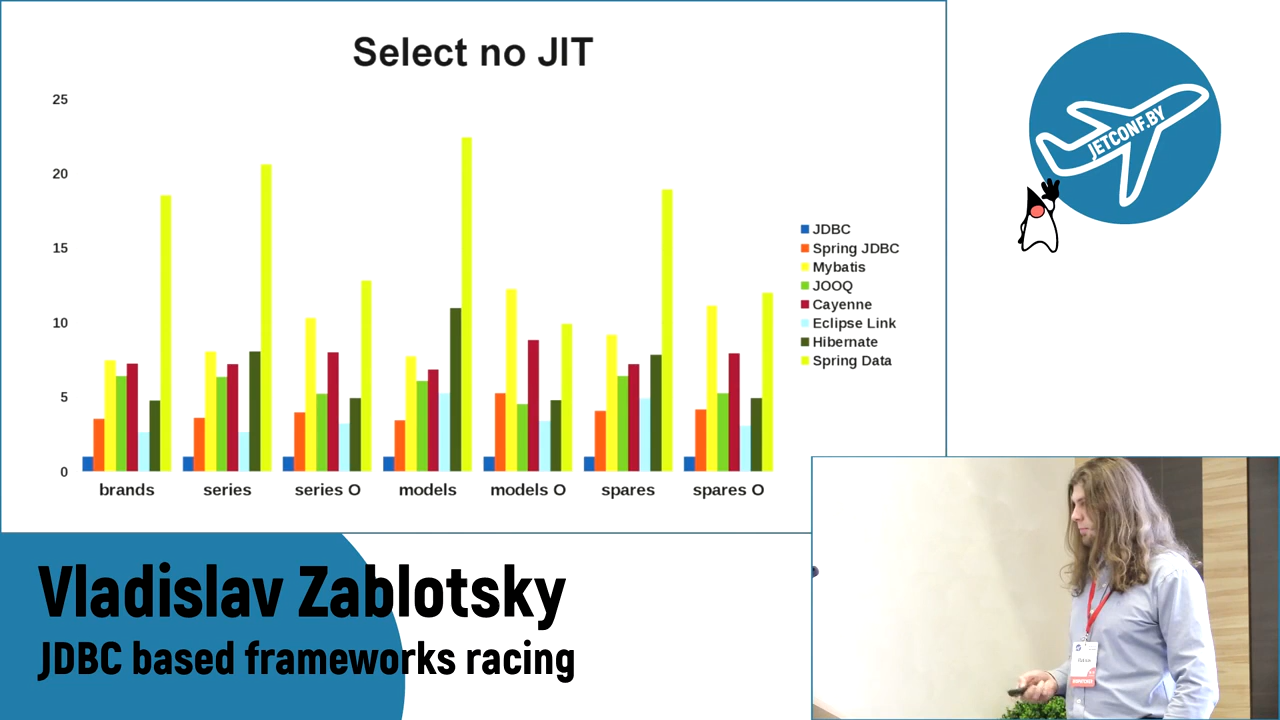 Select no JIT
25
20
15
10
5
0
brands series series O models models O spares spares O
JDBC
Spring JDBC
Mybatis
JOOQ
Cayenne
Eclipse Link
Hibernate
Spring Data
JETCONF.BY
Vladislav Zablotsky
JDBC based frameworks racing